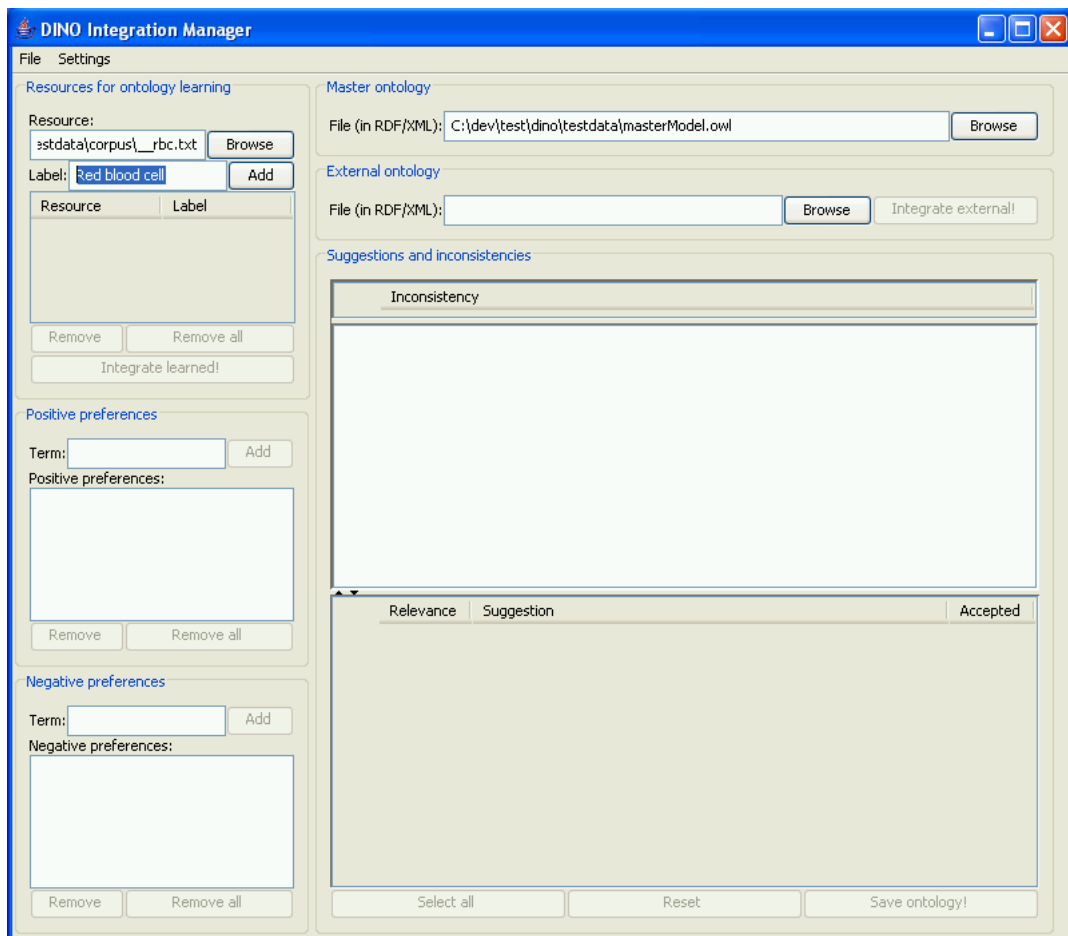 DINO Integration Manager
File Settings
Resources for ontology learning
Resource:
estdata\corpus\__rbc.txt Browse
Label: Red blood cell Add
Resource Label
Remove Remove all
Integrate learned!
Positive preferences
Term: Add
Positive preferences:
Remove Remove all
Negative preferences
Term: Add
Negative preferences:
Remove Remove all
Master ontology
File (in RDF/XML): C:\dev\test\dino\testdata\masterModel.owl Browse
External ontology
File (in RDF/XML): Browse Integrate external!
Suggestions and inconsistencies
Inconsistency
Relevance Suggestion Accepted
Select all Reset Save ontology!